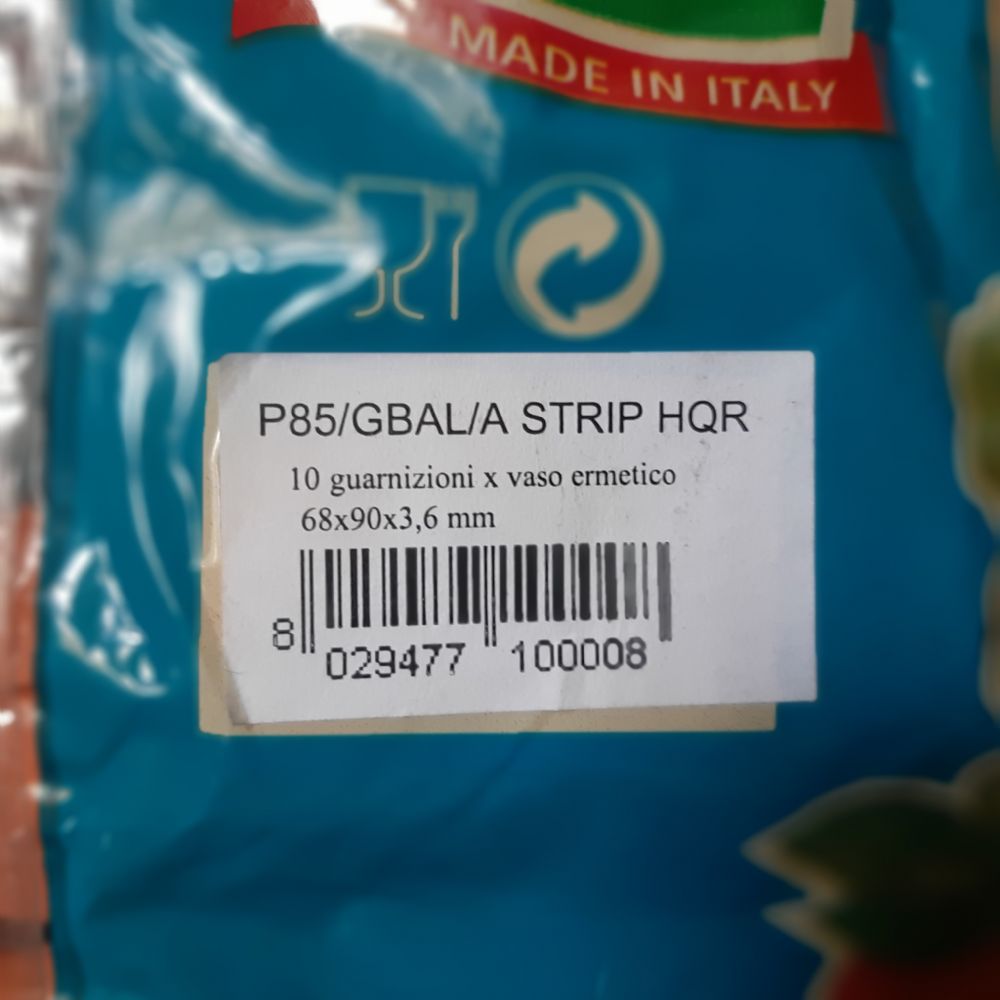 MADE IN ITALY
P85/GBAL/A STRIP HQR
10 guarnizioni x vaso ermetico
68x90x3,6 mm
8 029477 100008